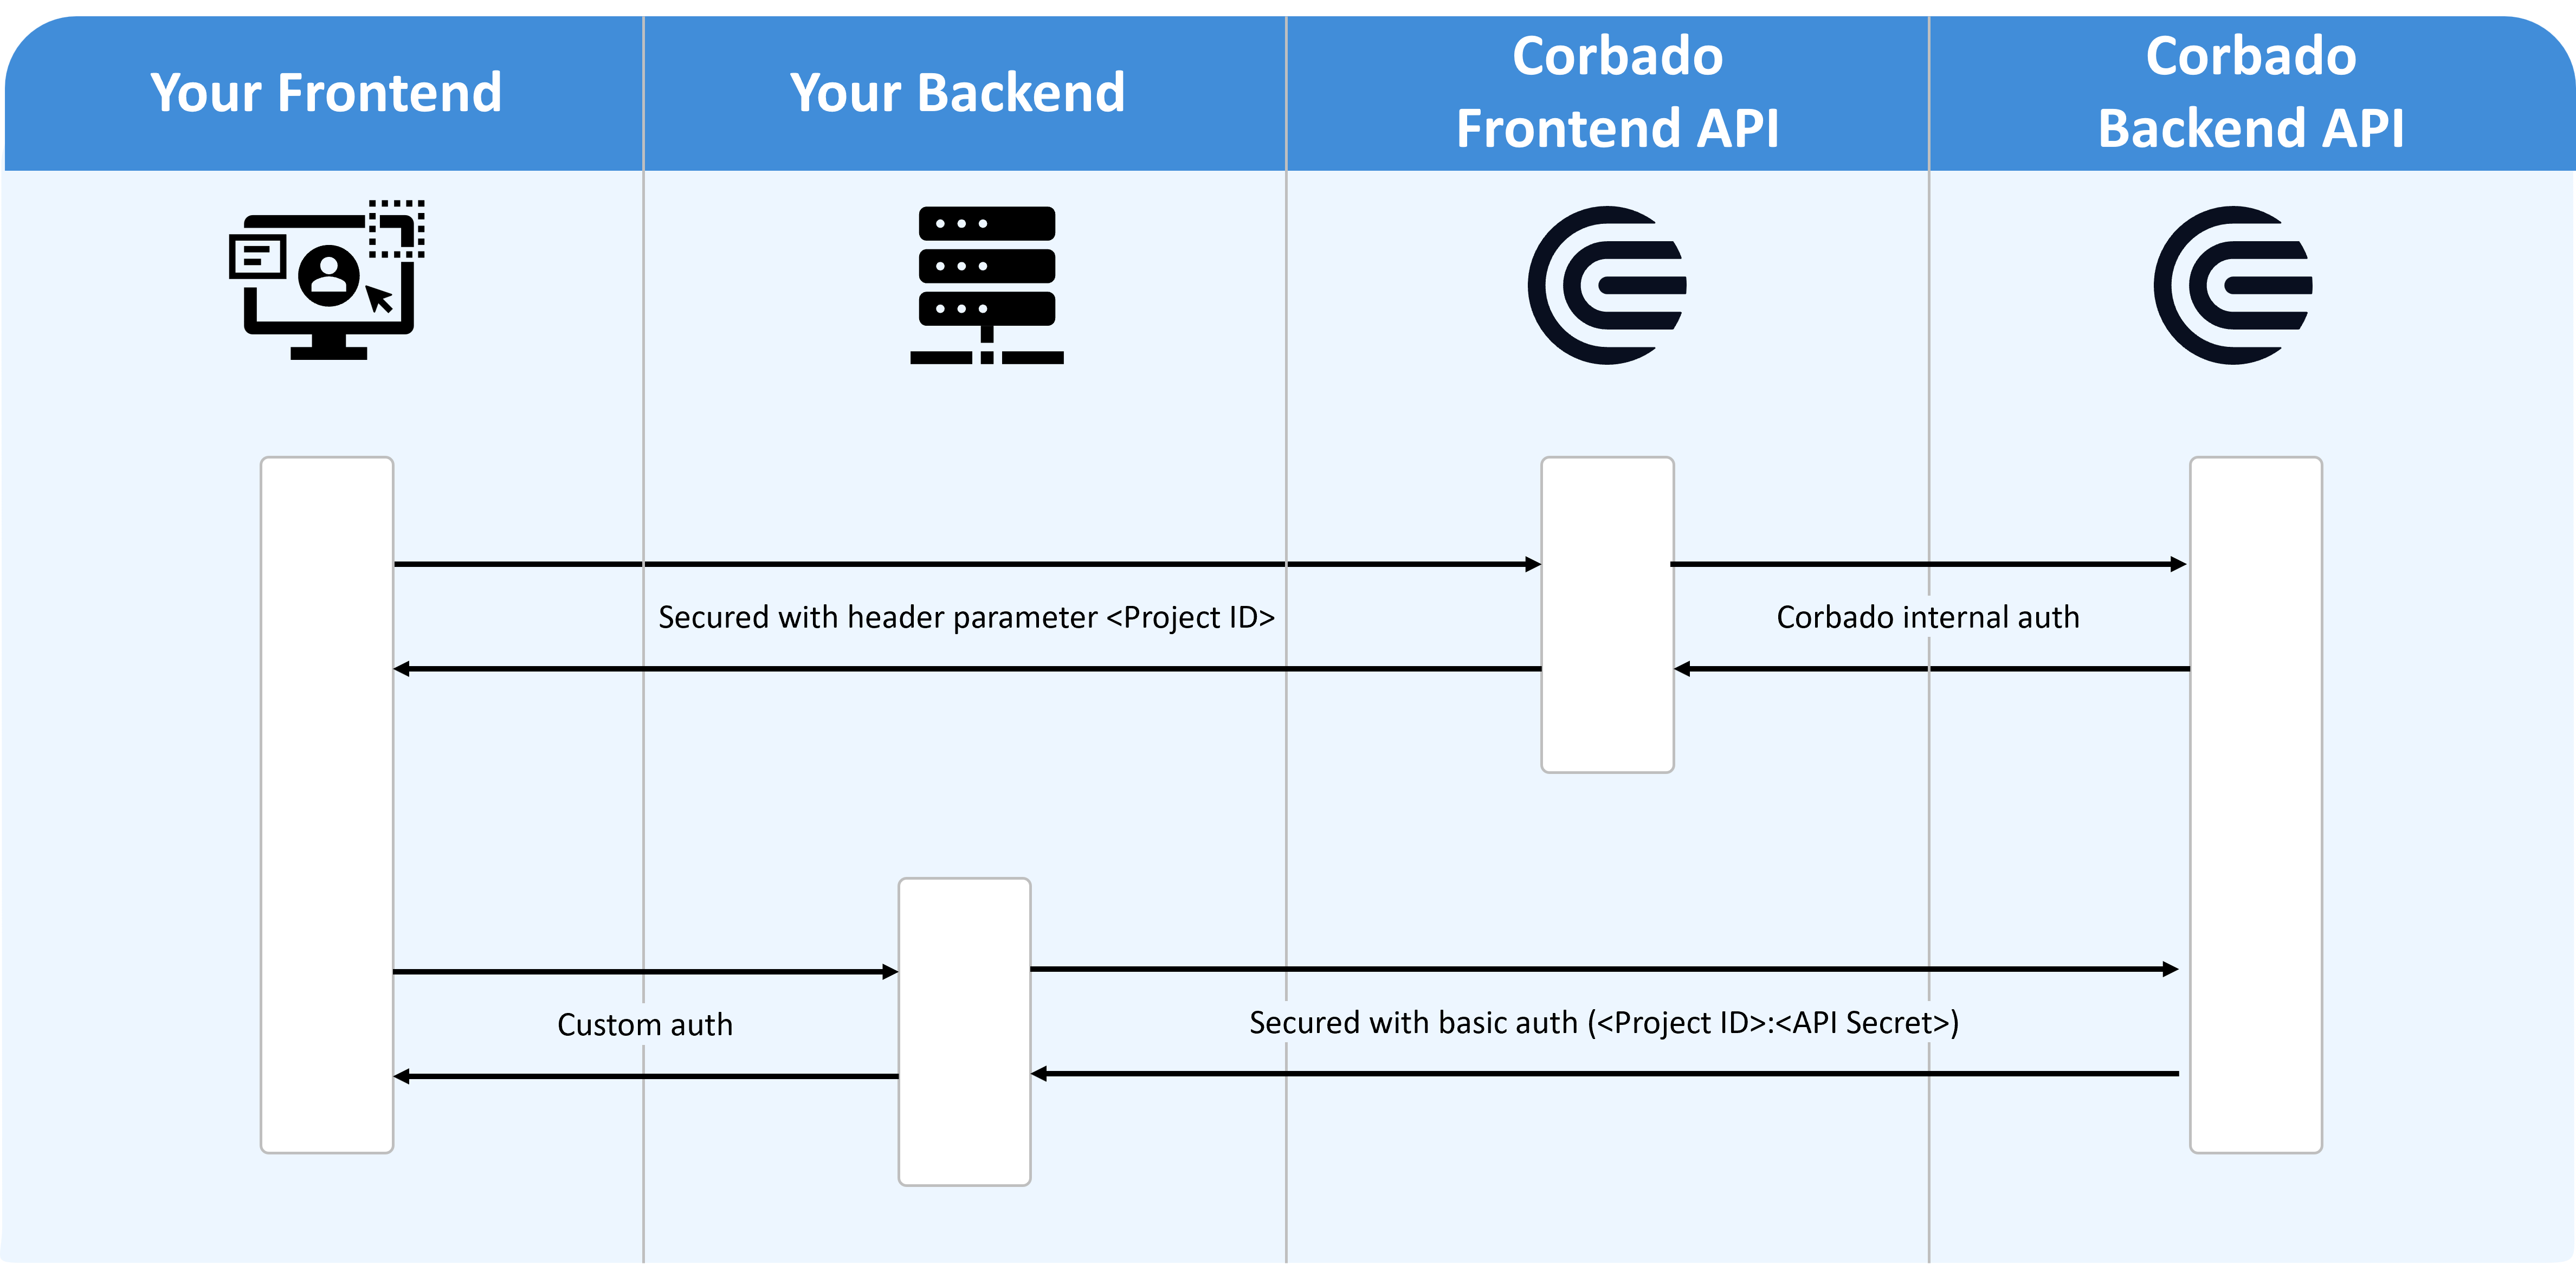 Your Frontend
Your Backend
Corbado
Frontend API
Corbado
Backend API
Secured with header parameter <Project ID>
Corbado internal auth
Custom auth
Secured with basic auth (<Project ID>:<API Secret>)